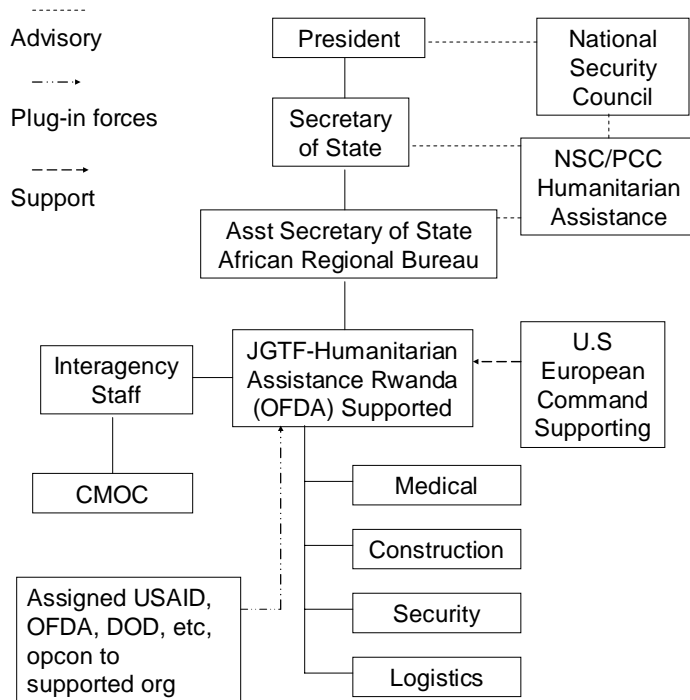 Advisory
Plug-in forces
Support
President
National
Security
Council
Secretary
of State
NSC/PCC
Humanitarian
Assistance
Asst Secretary of State
African Regional Bureau
Interagency
Staff
JGTF-Humanitarian
Assistance Rwanda
(OFDA) Supported
U.S
European
Command
Supporting
CMOC
Medical
Construction
Security
Logistics
Assigned USAID,
OFDA, DOD, etc,
opcon to
supported org